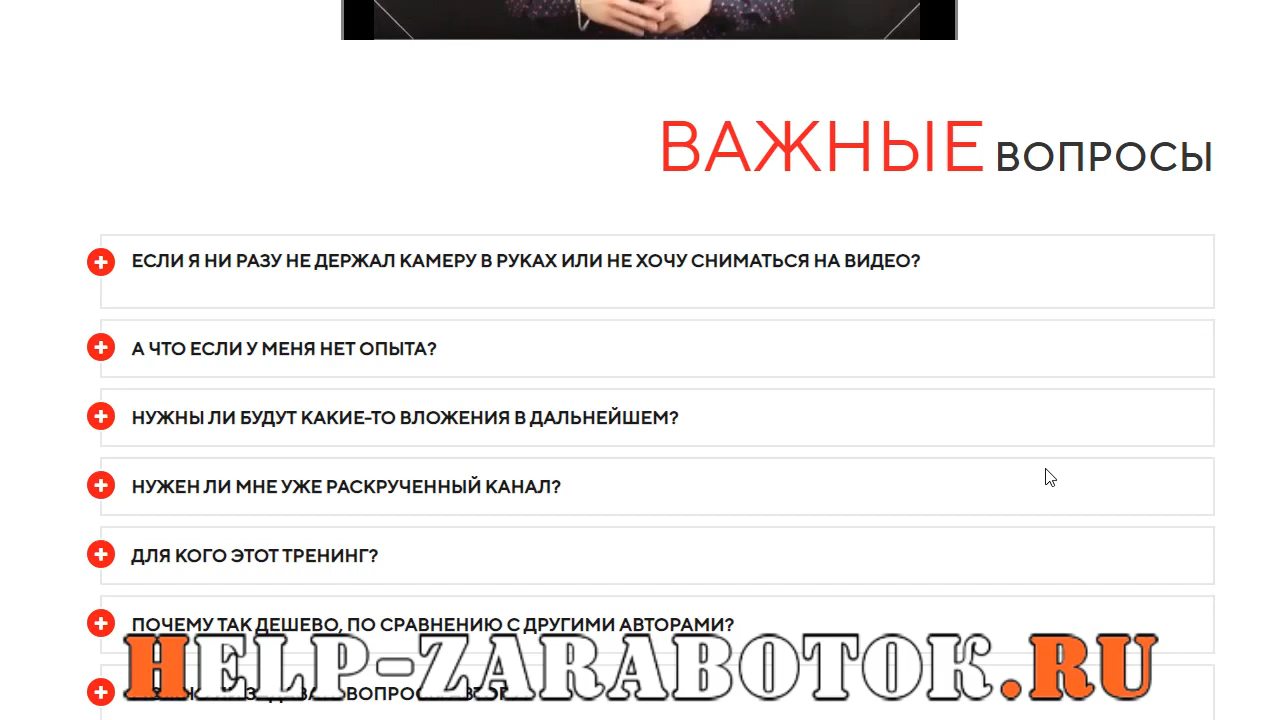 ВАЖНЫЕ ВОПРОСЫ
ЕСЛИ Я НИ РАЗУ НЕ ДЕРЖАЛ КАМЕРУ В РУКАХ ИЛИ НЕ ХОЧУ СНИМАТЬСЯ НА ВИДЕО?
А ЧТО ЕСЛИ У МЕНЯ НЕТ ОПЫТА?
НУЖНЫ ЛИ БУДУТ КАКИЕ-ТО ВЛОЖЕНИЯ В ДАЛЬНЕЙШЕМ?
НУЖЕН ЛИ МНЕ УЖЕ РАСКРУЧЕННЫЙ КАНАЛ?
ДЛЯ КОГО ЭТОТ ТРЕНИНГ?
ПОЧЕМУ ТАК ДЕШЕВО, ПО СРАВНЕНИЮ С ДРУГИМИ АВТОРАМИ?
HELP-ZARABOTOK.RU